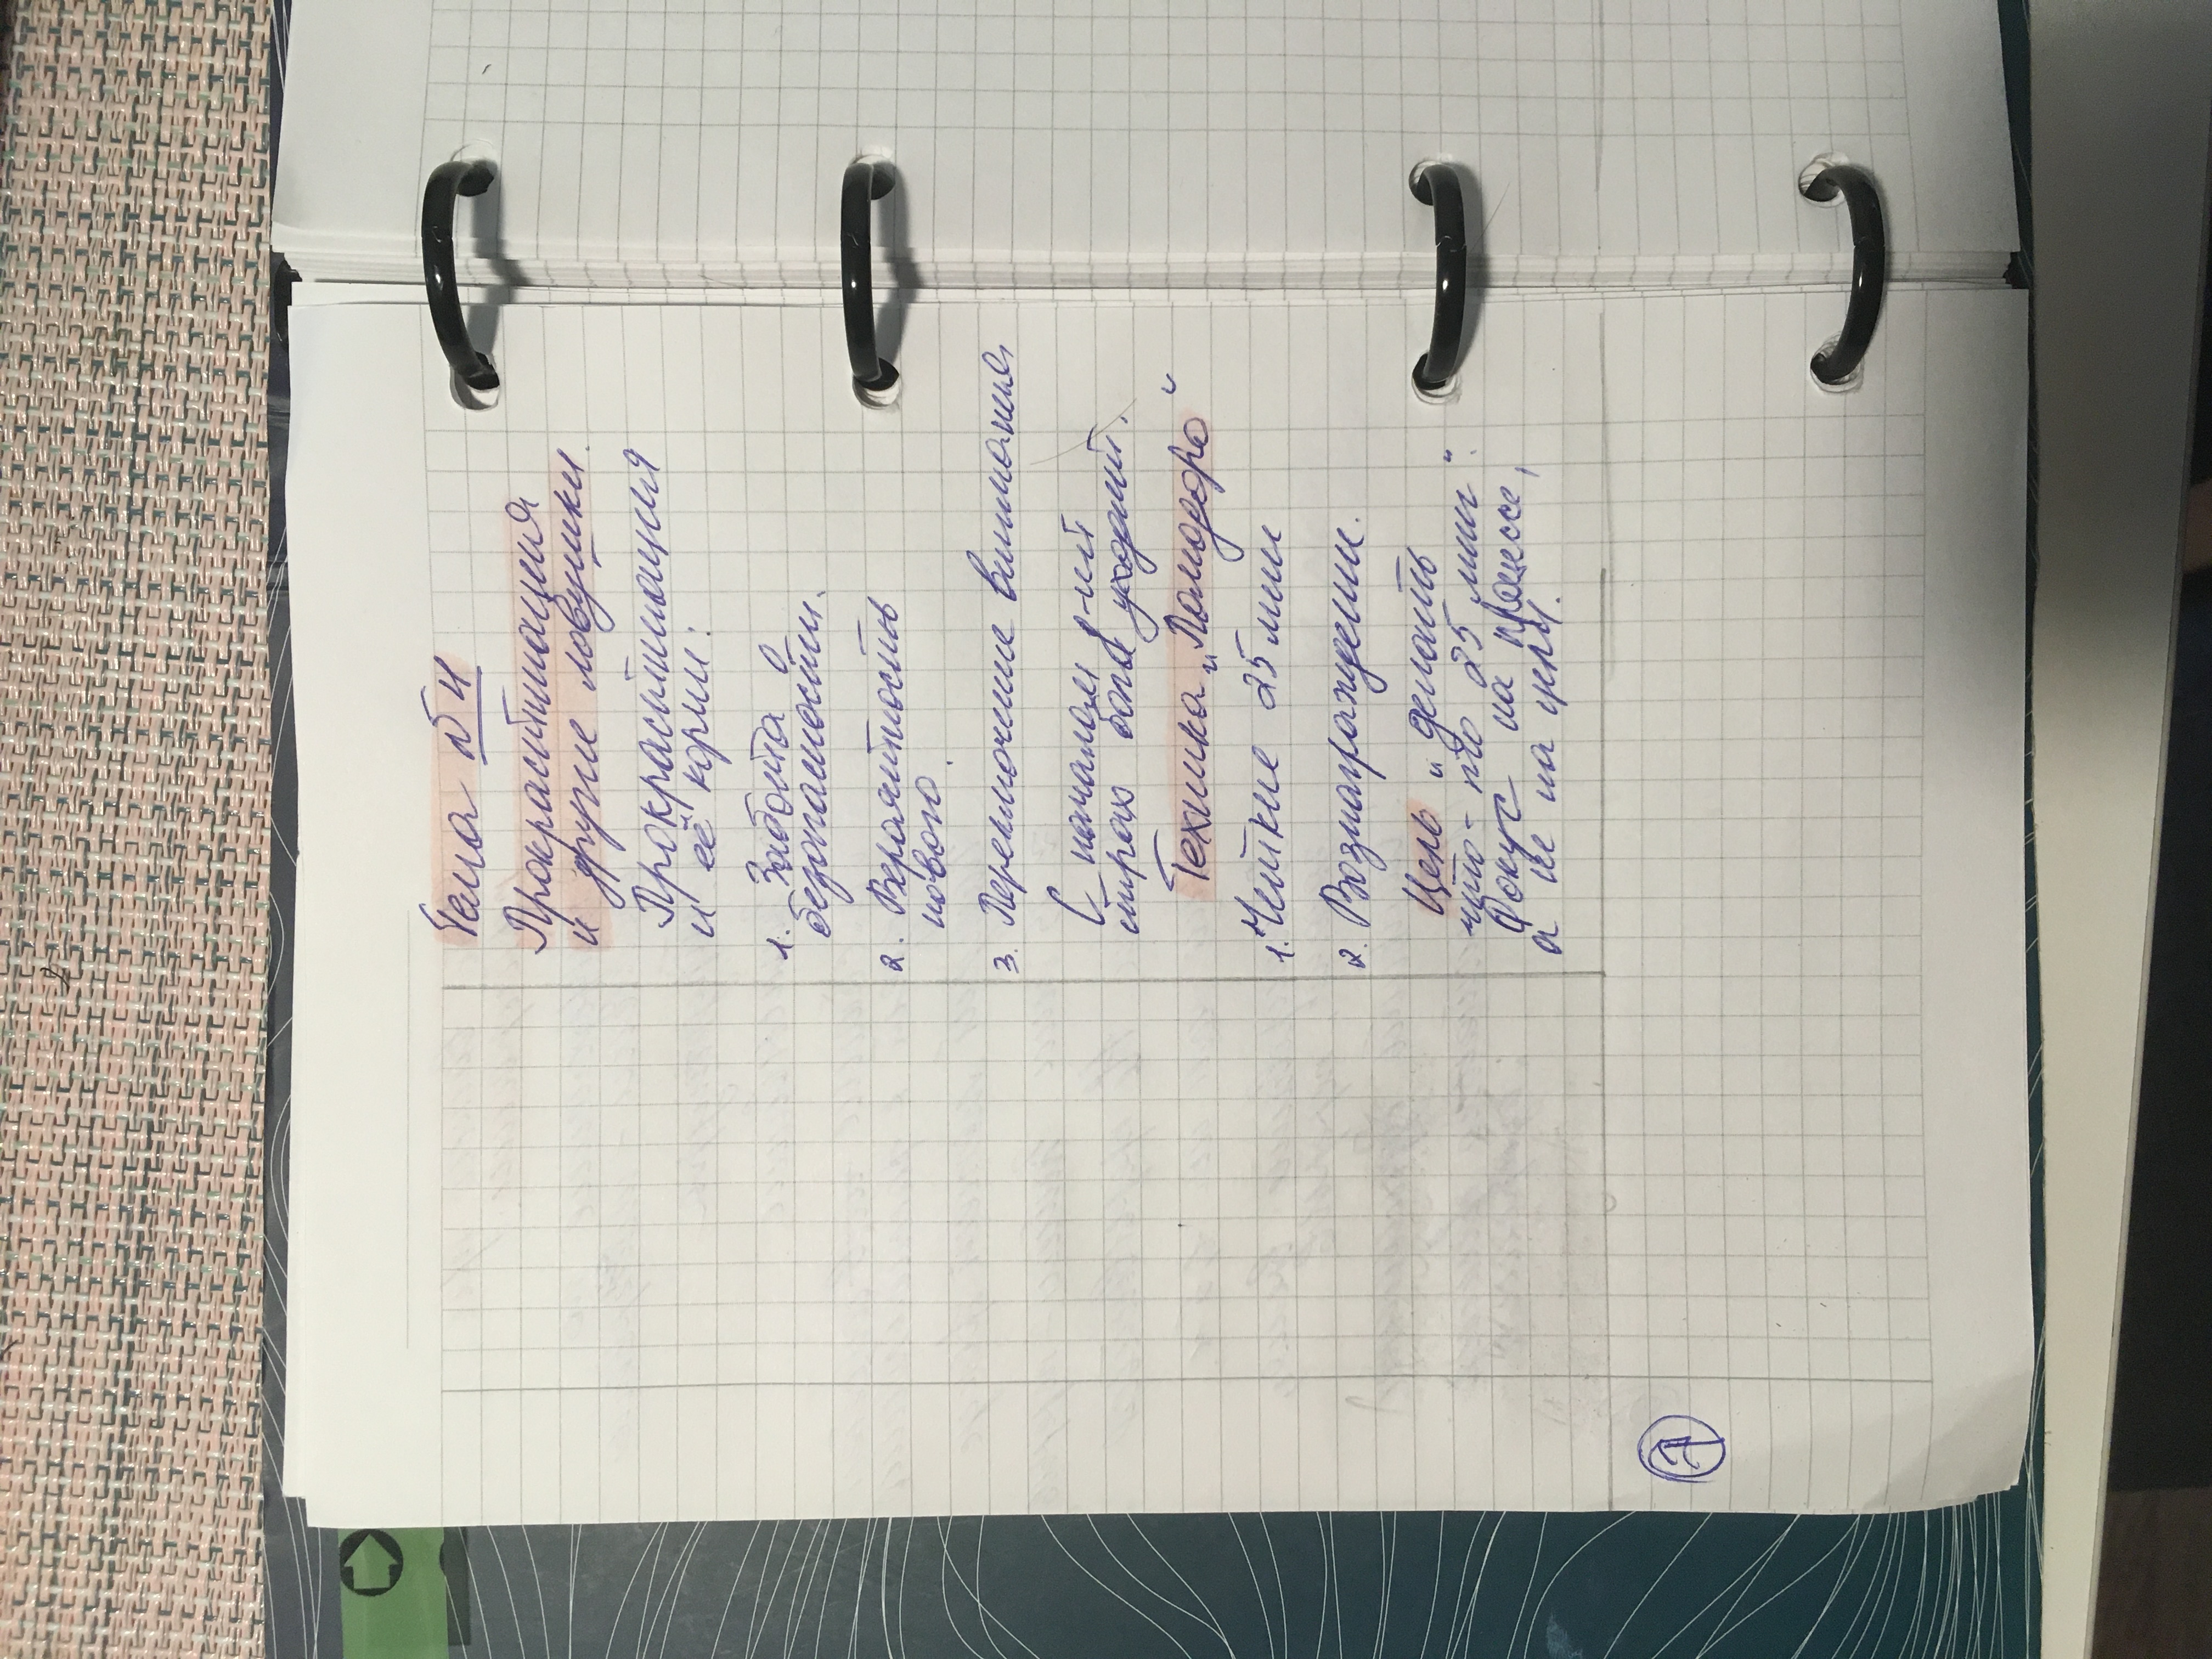 Тема №4
Прокрастинация
и другие ловушки.
Прокрастинация
и её корни:
1. Забота о
безопасности.
2. Вероятность
нового.
3. Переключение внимания
С началом д-ий
страх боли уходит.
Техника „Помодоро“
1. Чёткие 25 мин
2. Вознаграждение.
Цель „делать
что-то 25 мин“.
Фокус на процессе,
а не на цели.
7